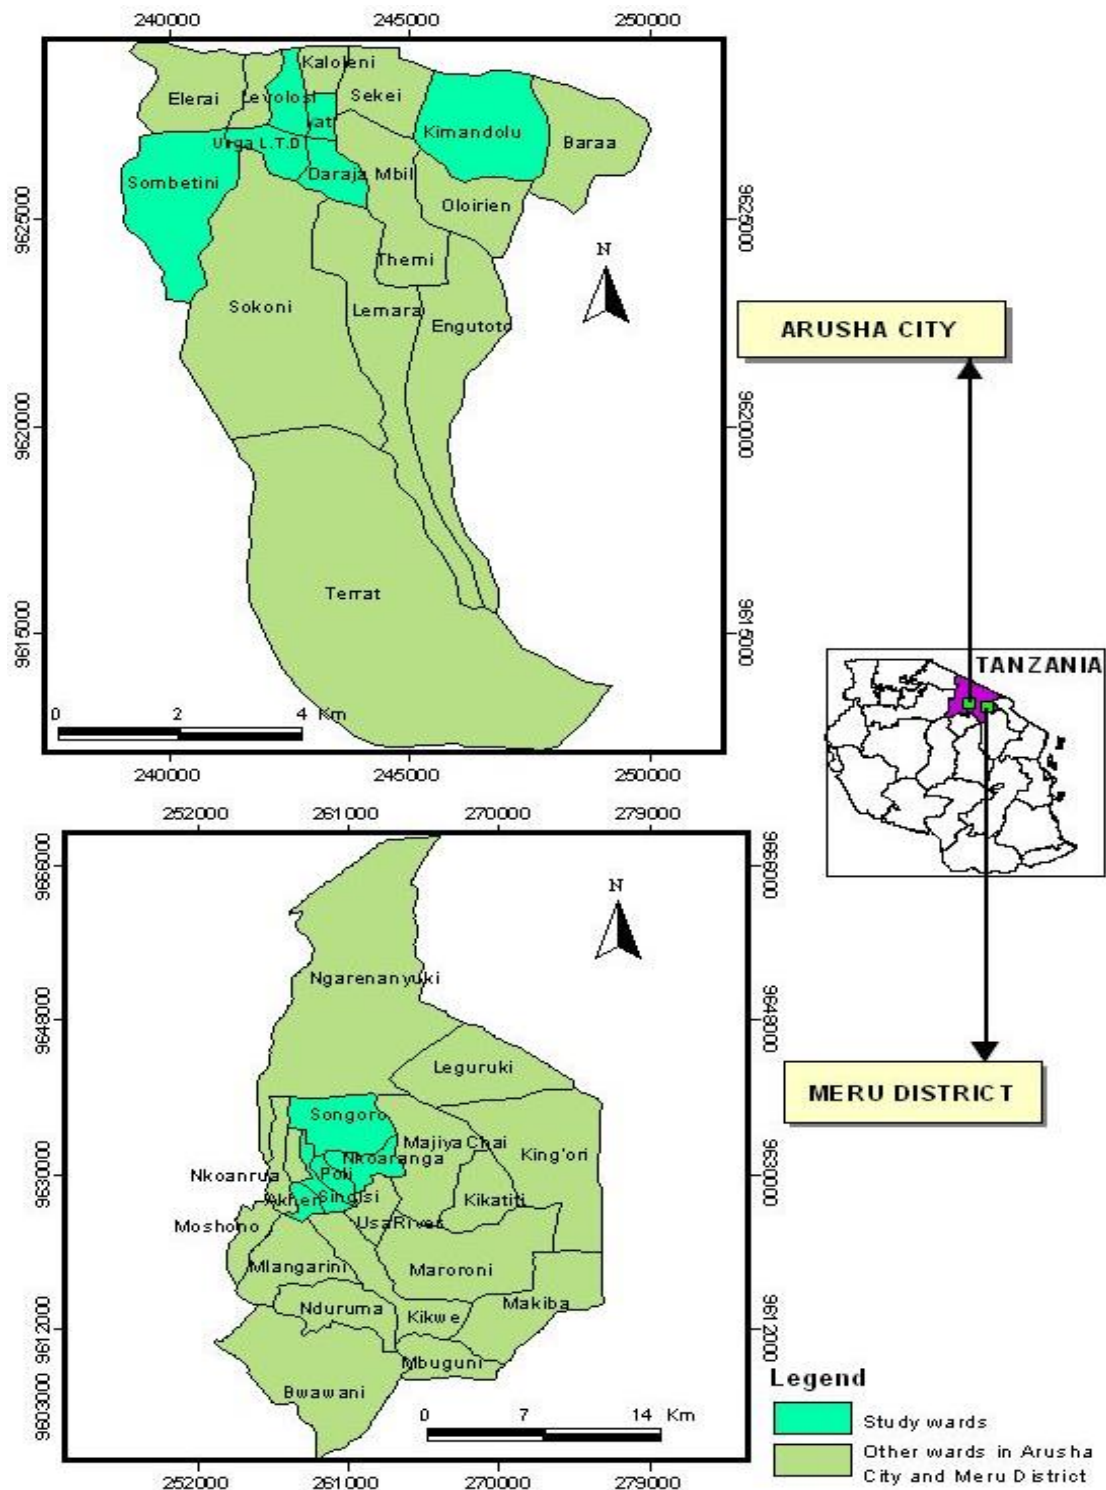 240000 245000 250000
Kaloleni
Elerai
Levolosi
Sekei
Kimandolu
Baraa
Sombetini
Daraja Mbili
Oloirien
Themi
Sokoni
Lemara
Engutoto
Terrat
9625000
9620000
9615000
9625000
9620000
9615000
N
0 2 4 Km
240000 245000 250000
ARUSHA CITY
TANZANIA
MERU DISTRICT
252000 261000 270000 279000
9666000
9648000
9630000
9612000
9603000
9666000
9648000
9630000
9612000
N
Ngarenanyuki
Leguruki
Songoro
Majiya Chai
King'ori
Nkoaranga
Nkoanrua
Poli
Akheri
Singisi
Kikatiti
Moshono
UsaRiver
Mlangarini
Maroroni
Nduruma
Kikwe
Makiba
Mbuguni
Bwawani
0 7 14 Km
252000 261000 270000 279000
Legend
Study wards
Other wards in Arusha
City and Meru District